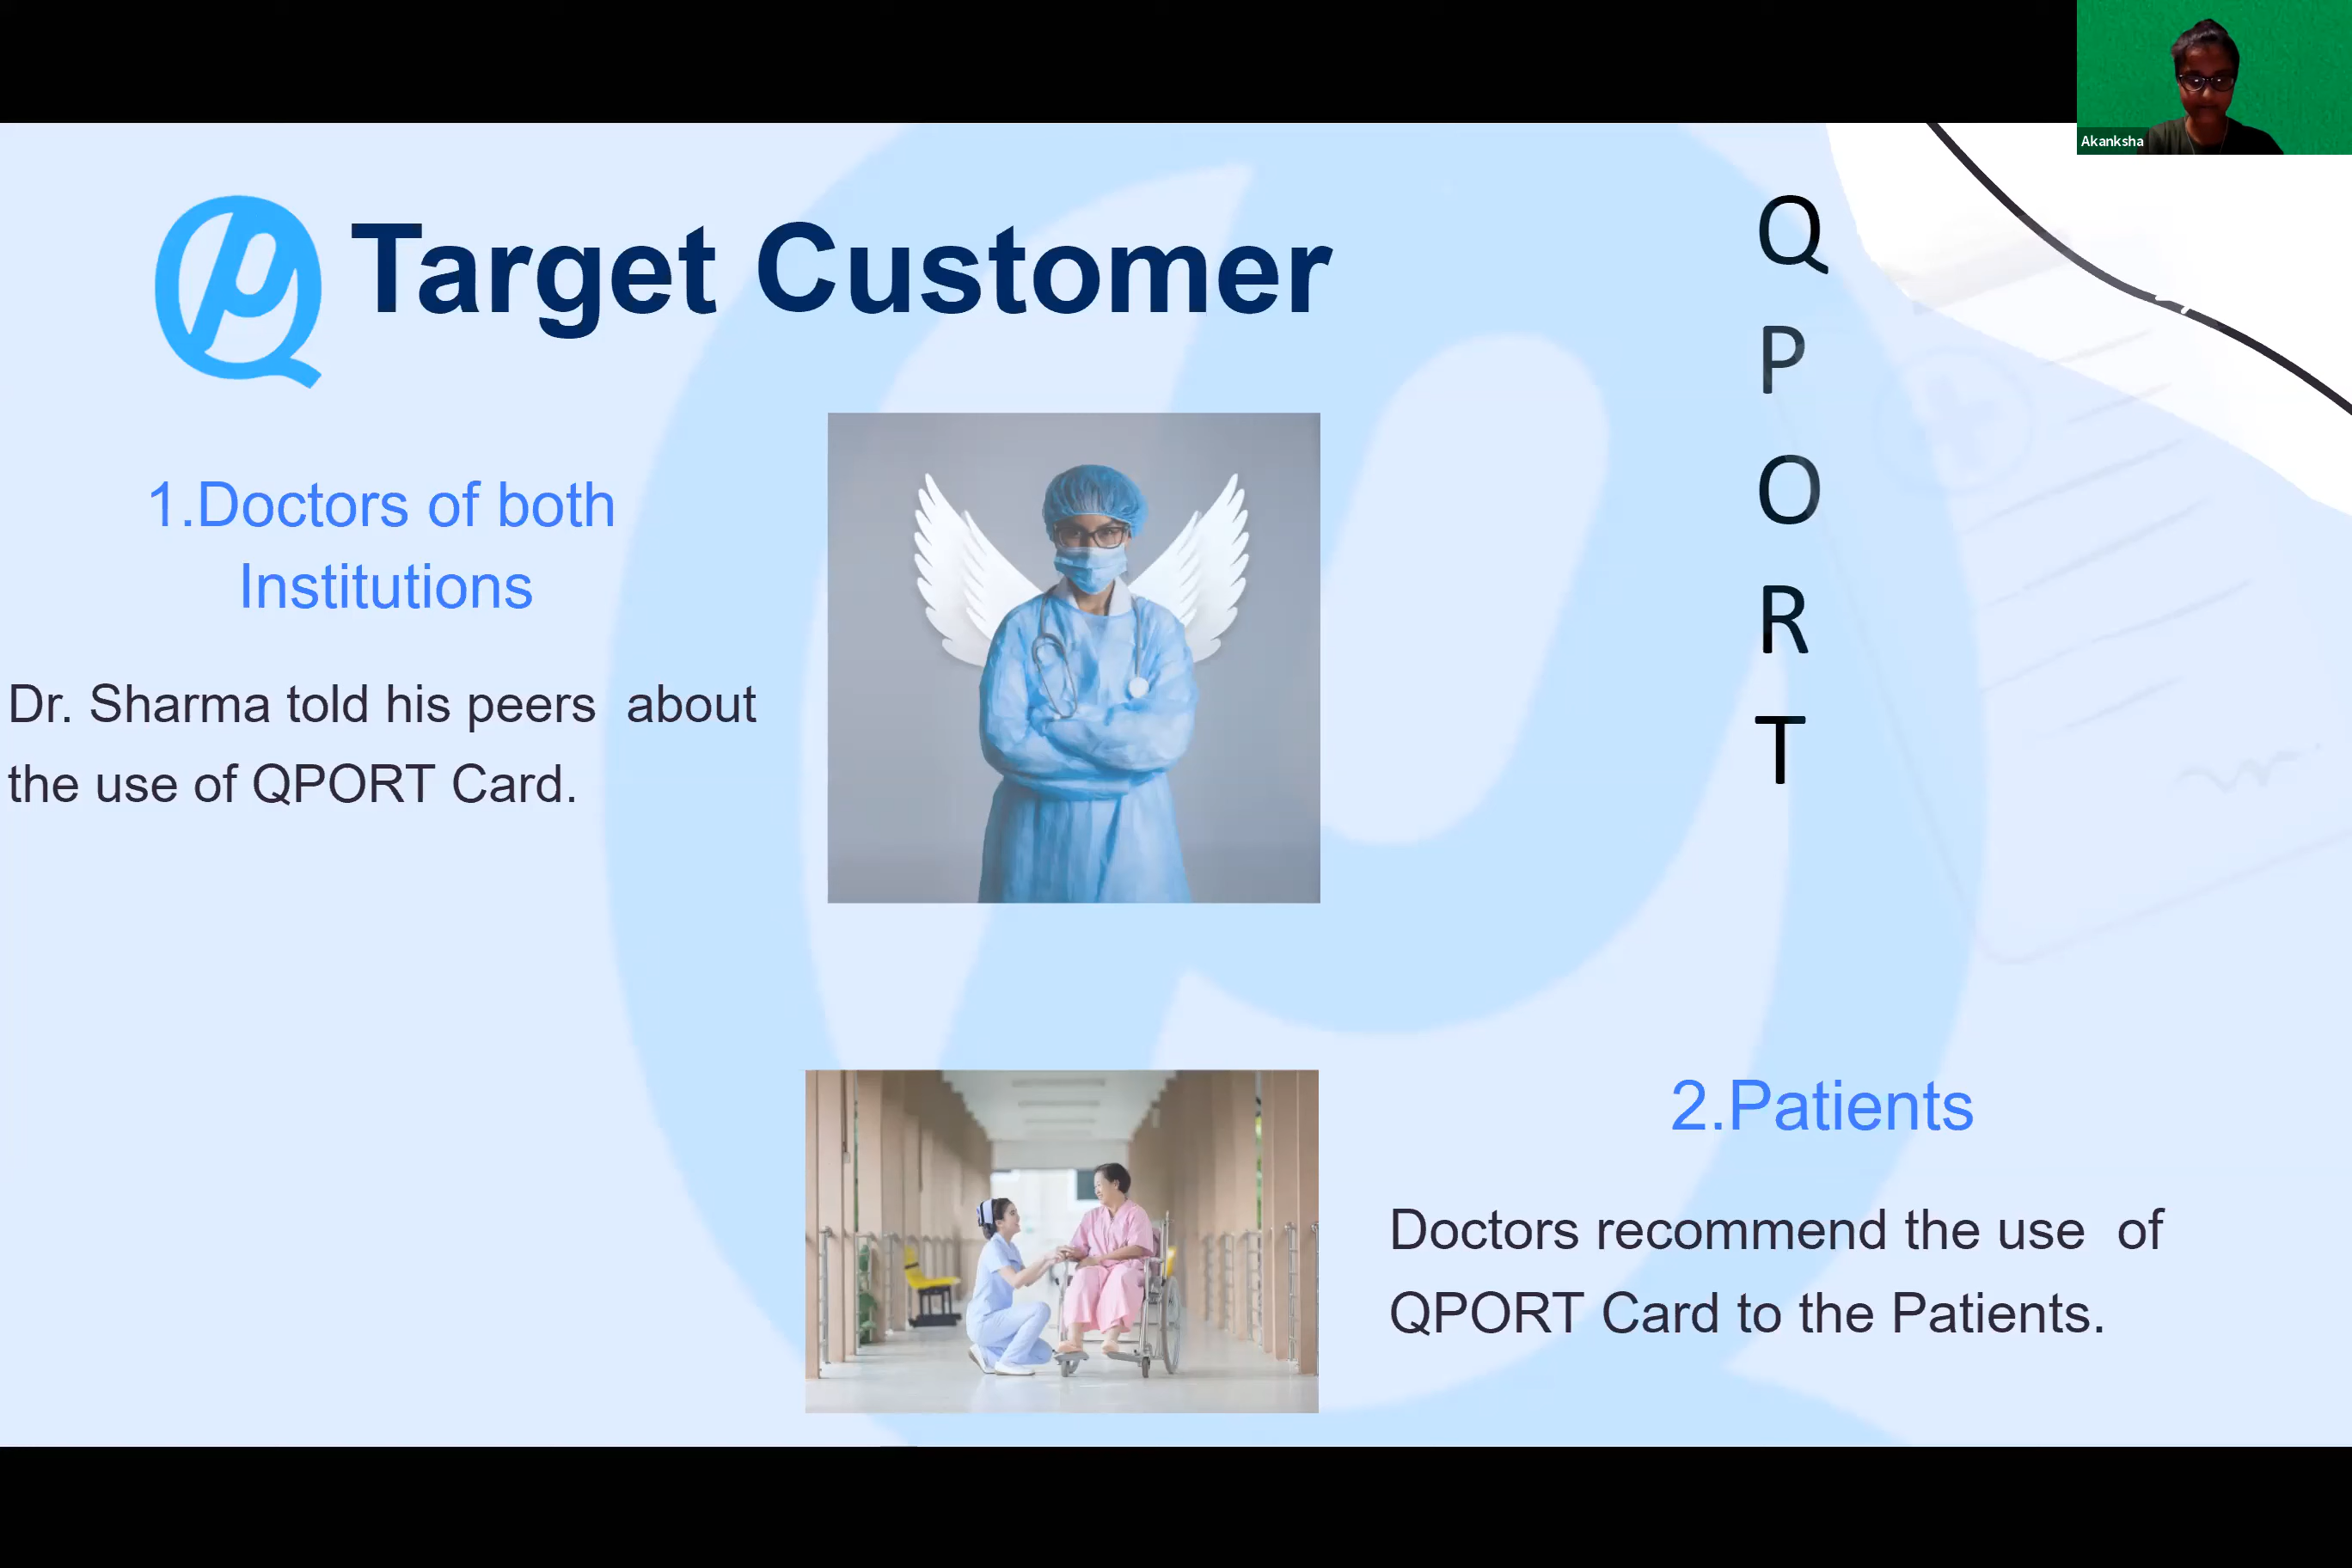 Akanksha
Target Customer
Q
P
O
R
T
1.Doctors of both
Institutions
Dr. Sharma told his peers  about
the use of QPORT Card.
2.Patients
Doctors recommend the use  of
QPORT Card to the Patients.